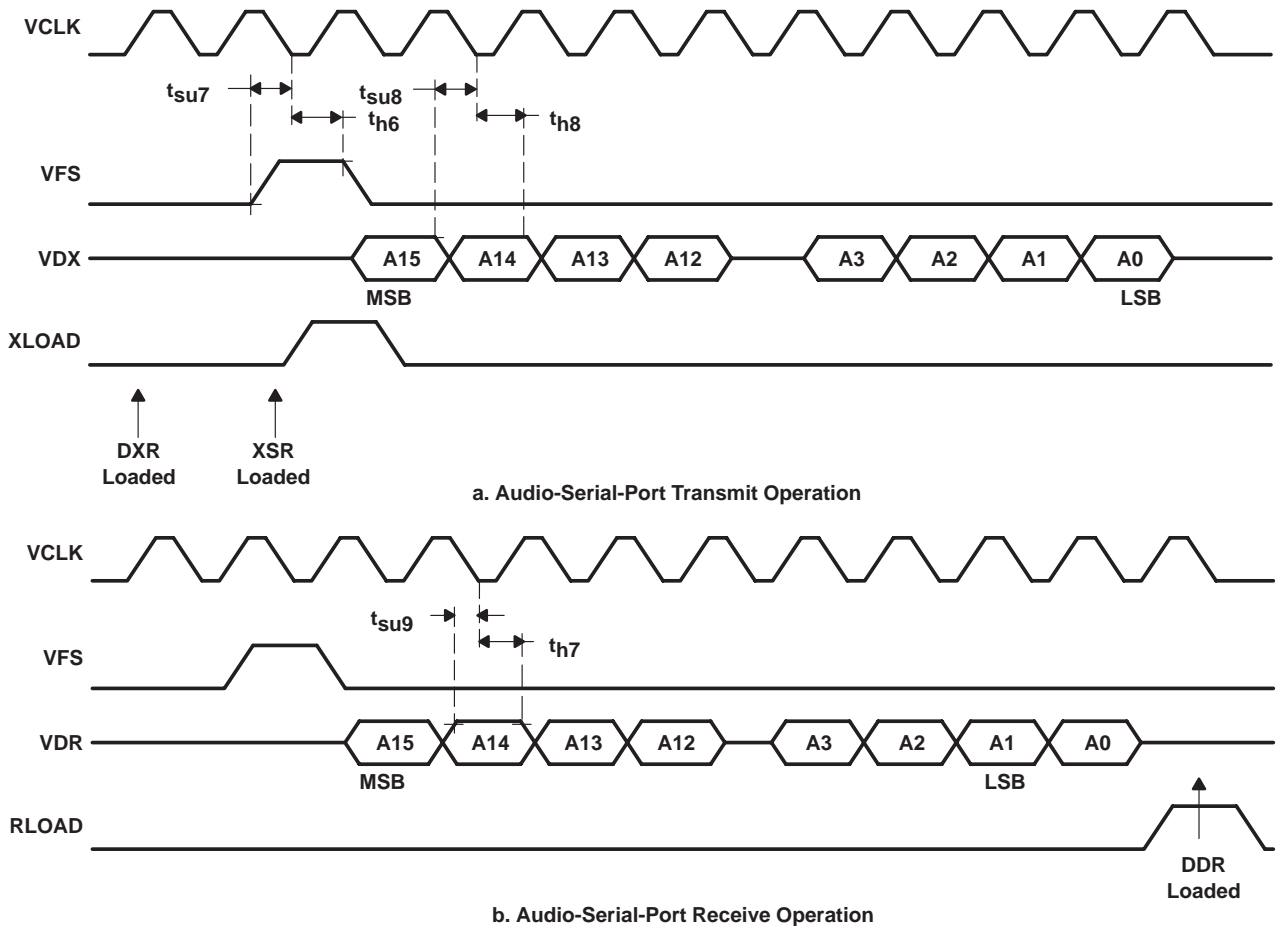 VCLK
tsu7
tsu8
th6
th8
VFS
VDX
A15 A14 A13 A12 A3 A2 A1 A0
MSB LSB
XLOAD
DXR Loaded
XSR Loaded
a. Audio-Serial-Port Transmit Operation
VCLK
tsu9
th7
VFS
VDR
A15 A14 A13 A12 A3 A2 A1 A0
MSB LSB
RLOAD
DDR
Loaded
b. Audio-Serial-Port Receive Operation